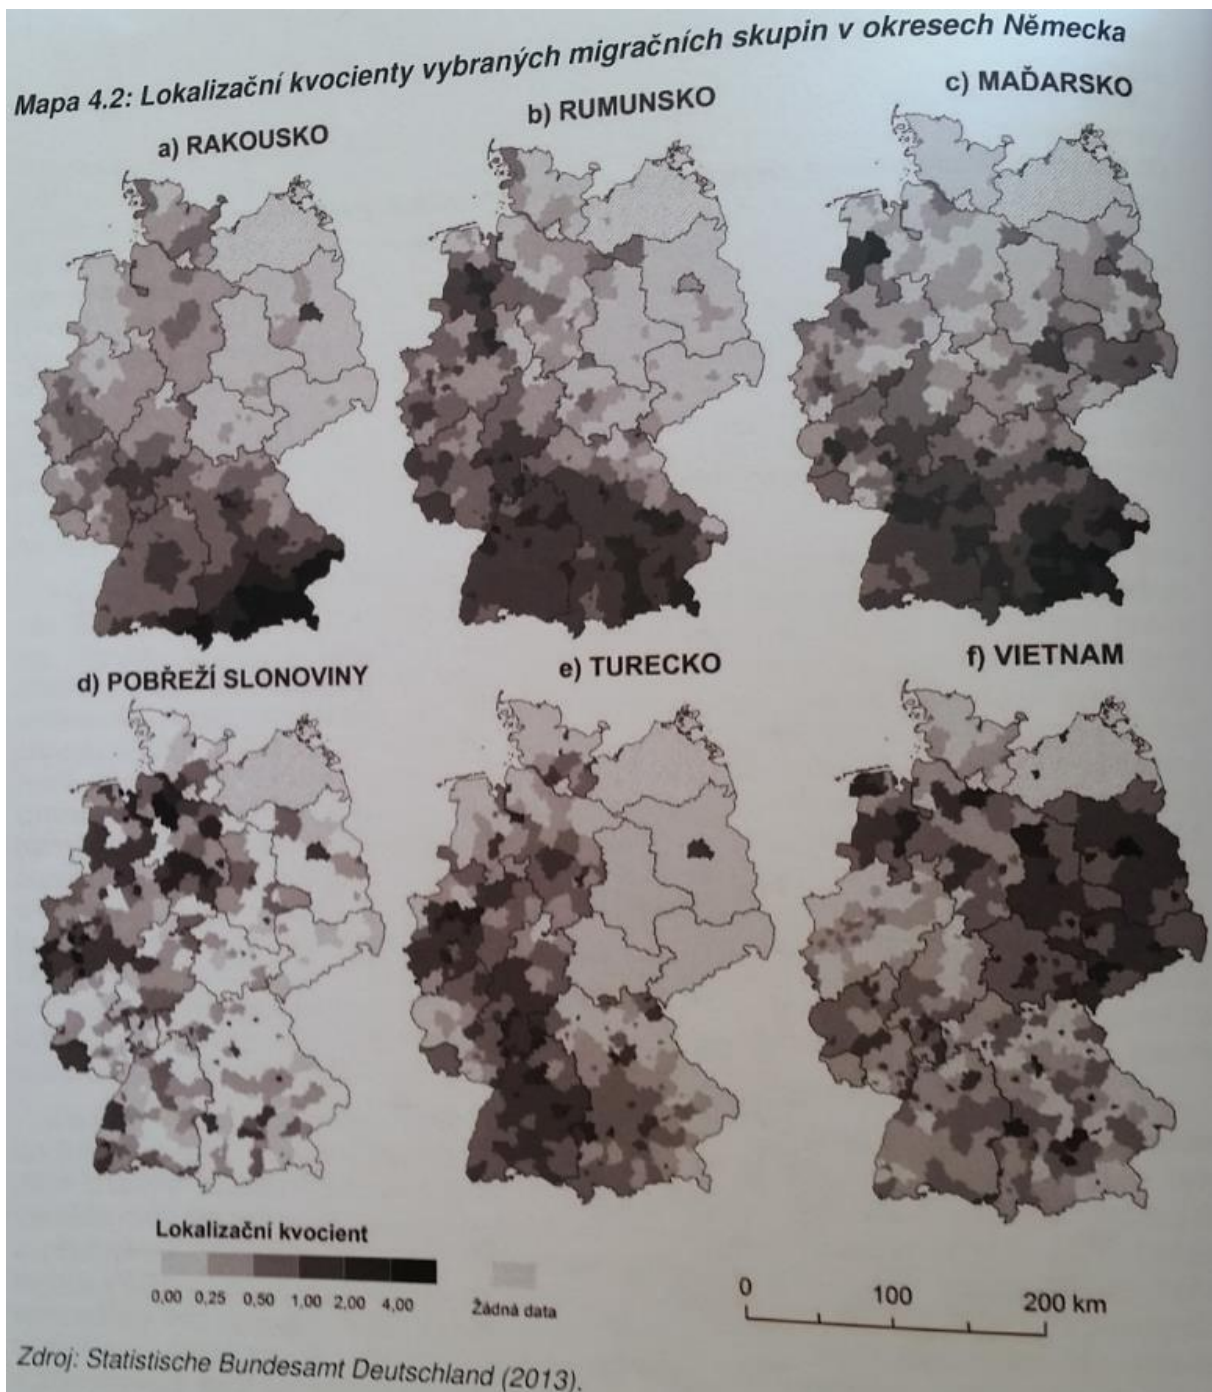 Mapa 4.2: Lokalizační kvocienty vybraných migračních skupin v okresech Německa
a) RAKOUSKO
b) RUMUNSKO
c) MAĎARSKO
d) POBŘEŽÍ SLONOVINY
e) TURECKO
f) VIETNAM
Lokalizační kvocient
0,00 0,25 0,50 1,00 2,00 4,00
Žádná data
0 100 200 km
Zdroj: Statistische Bundesamt Deutschland (2013).